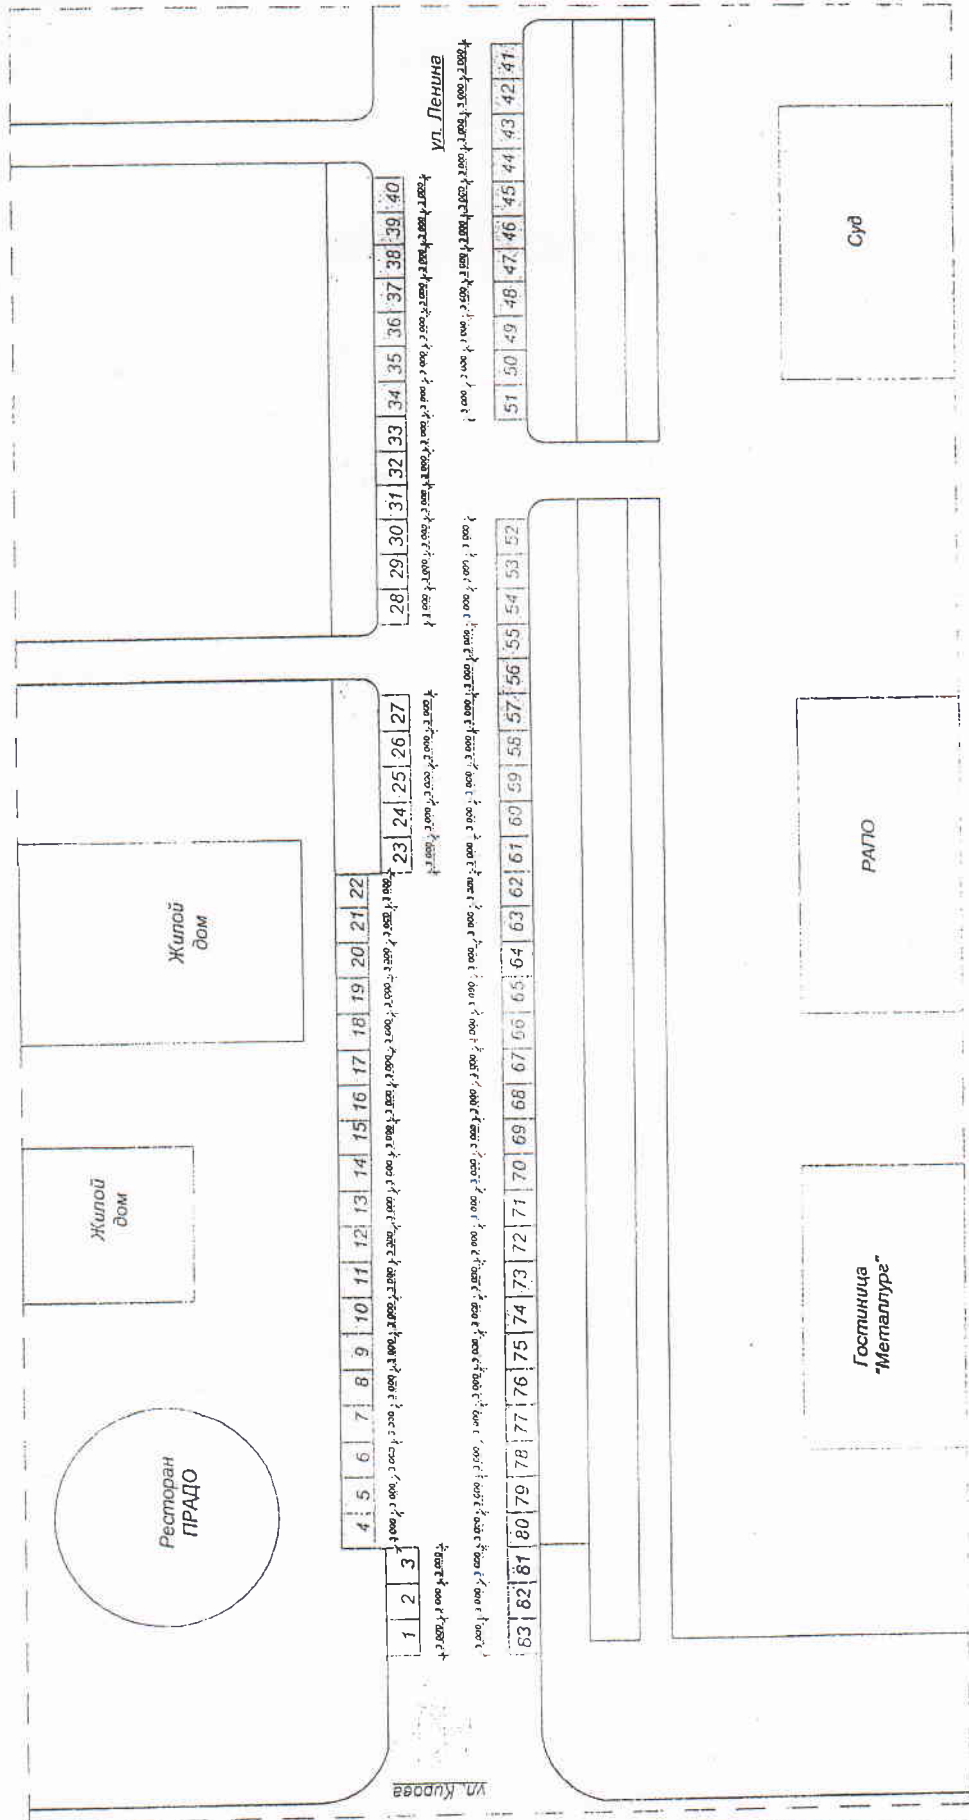 ул. Ленина
Жилой
дом
Жилой
дом
Ресторан
ПРАДО
1 2 3
4 5 6 7 8 9 10 11 12 13 14 15 16 17 18 19 20 21 22
23 24 25 26 27
28 29 30 31 32 33 34 35 36 37 38 39 40
51 50 49 48 47 46 45 44 43 42 41
83 82 81 80 79 78 77 76 75 74 73 72 71 70 69 68 67 66 65 64 63 62 61 60 59 58 57 56 55 54 53 52
ул. Кирова
Гостиница
"Металлург"
РАПО
Суд